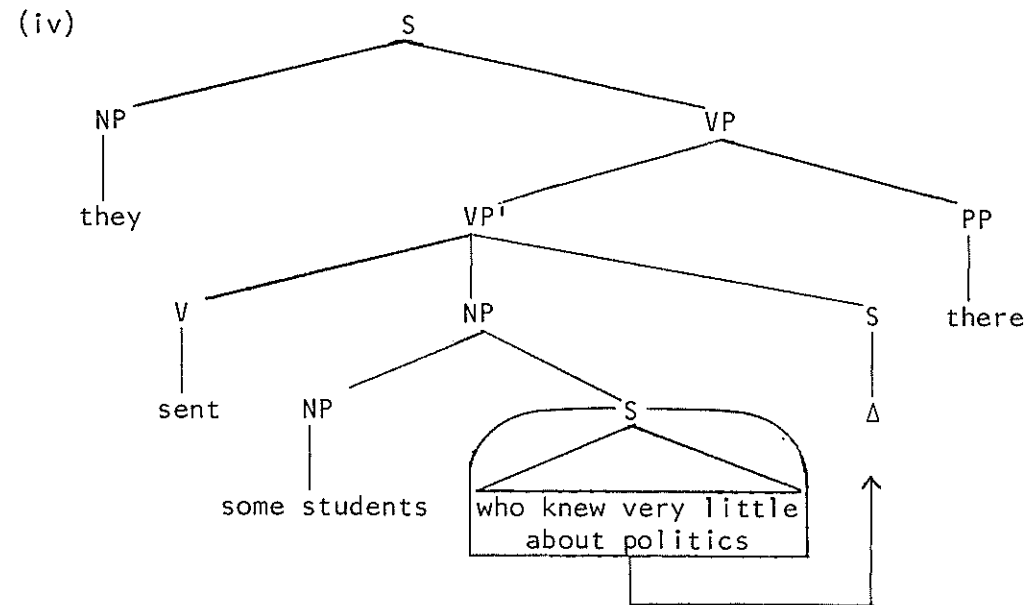 (iv)
S
NP VP
they VP' PP
V NP S there
sent NP S Δ
some students who knew very little
about politics